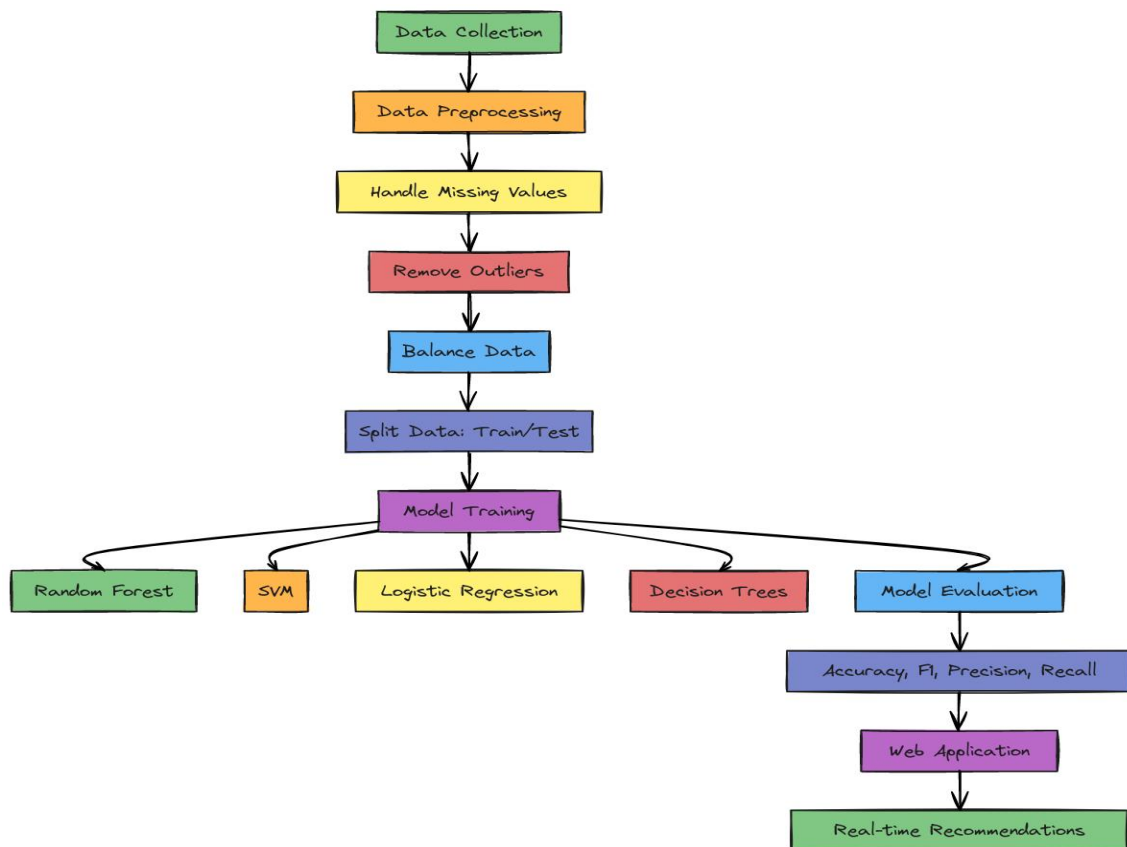 Data Collection
Data Preprocessing
Handle Missing Values
Remove Outliers
Balance Data
Split Data: Train/Test
Model Training
Random Forest
SVM
Logistic Regression
Decision Trees
Model Evaluation
Accuracy, F1, Precision, Recall
Web Application
Real-time Recommendations